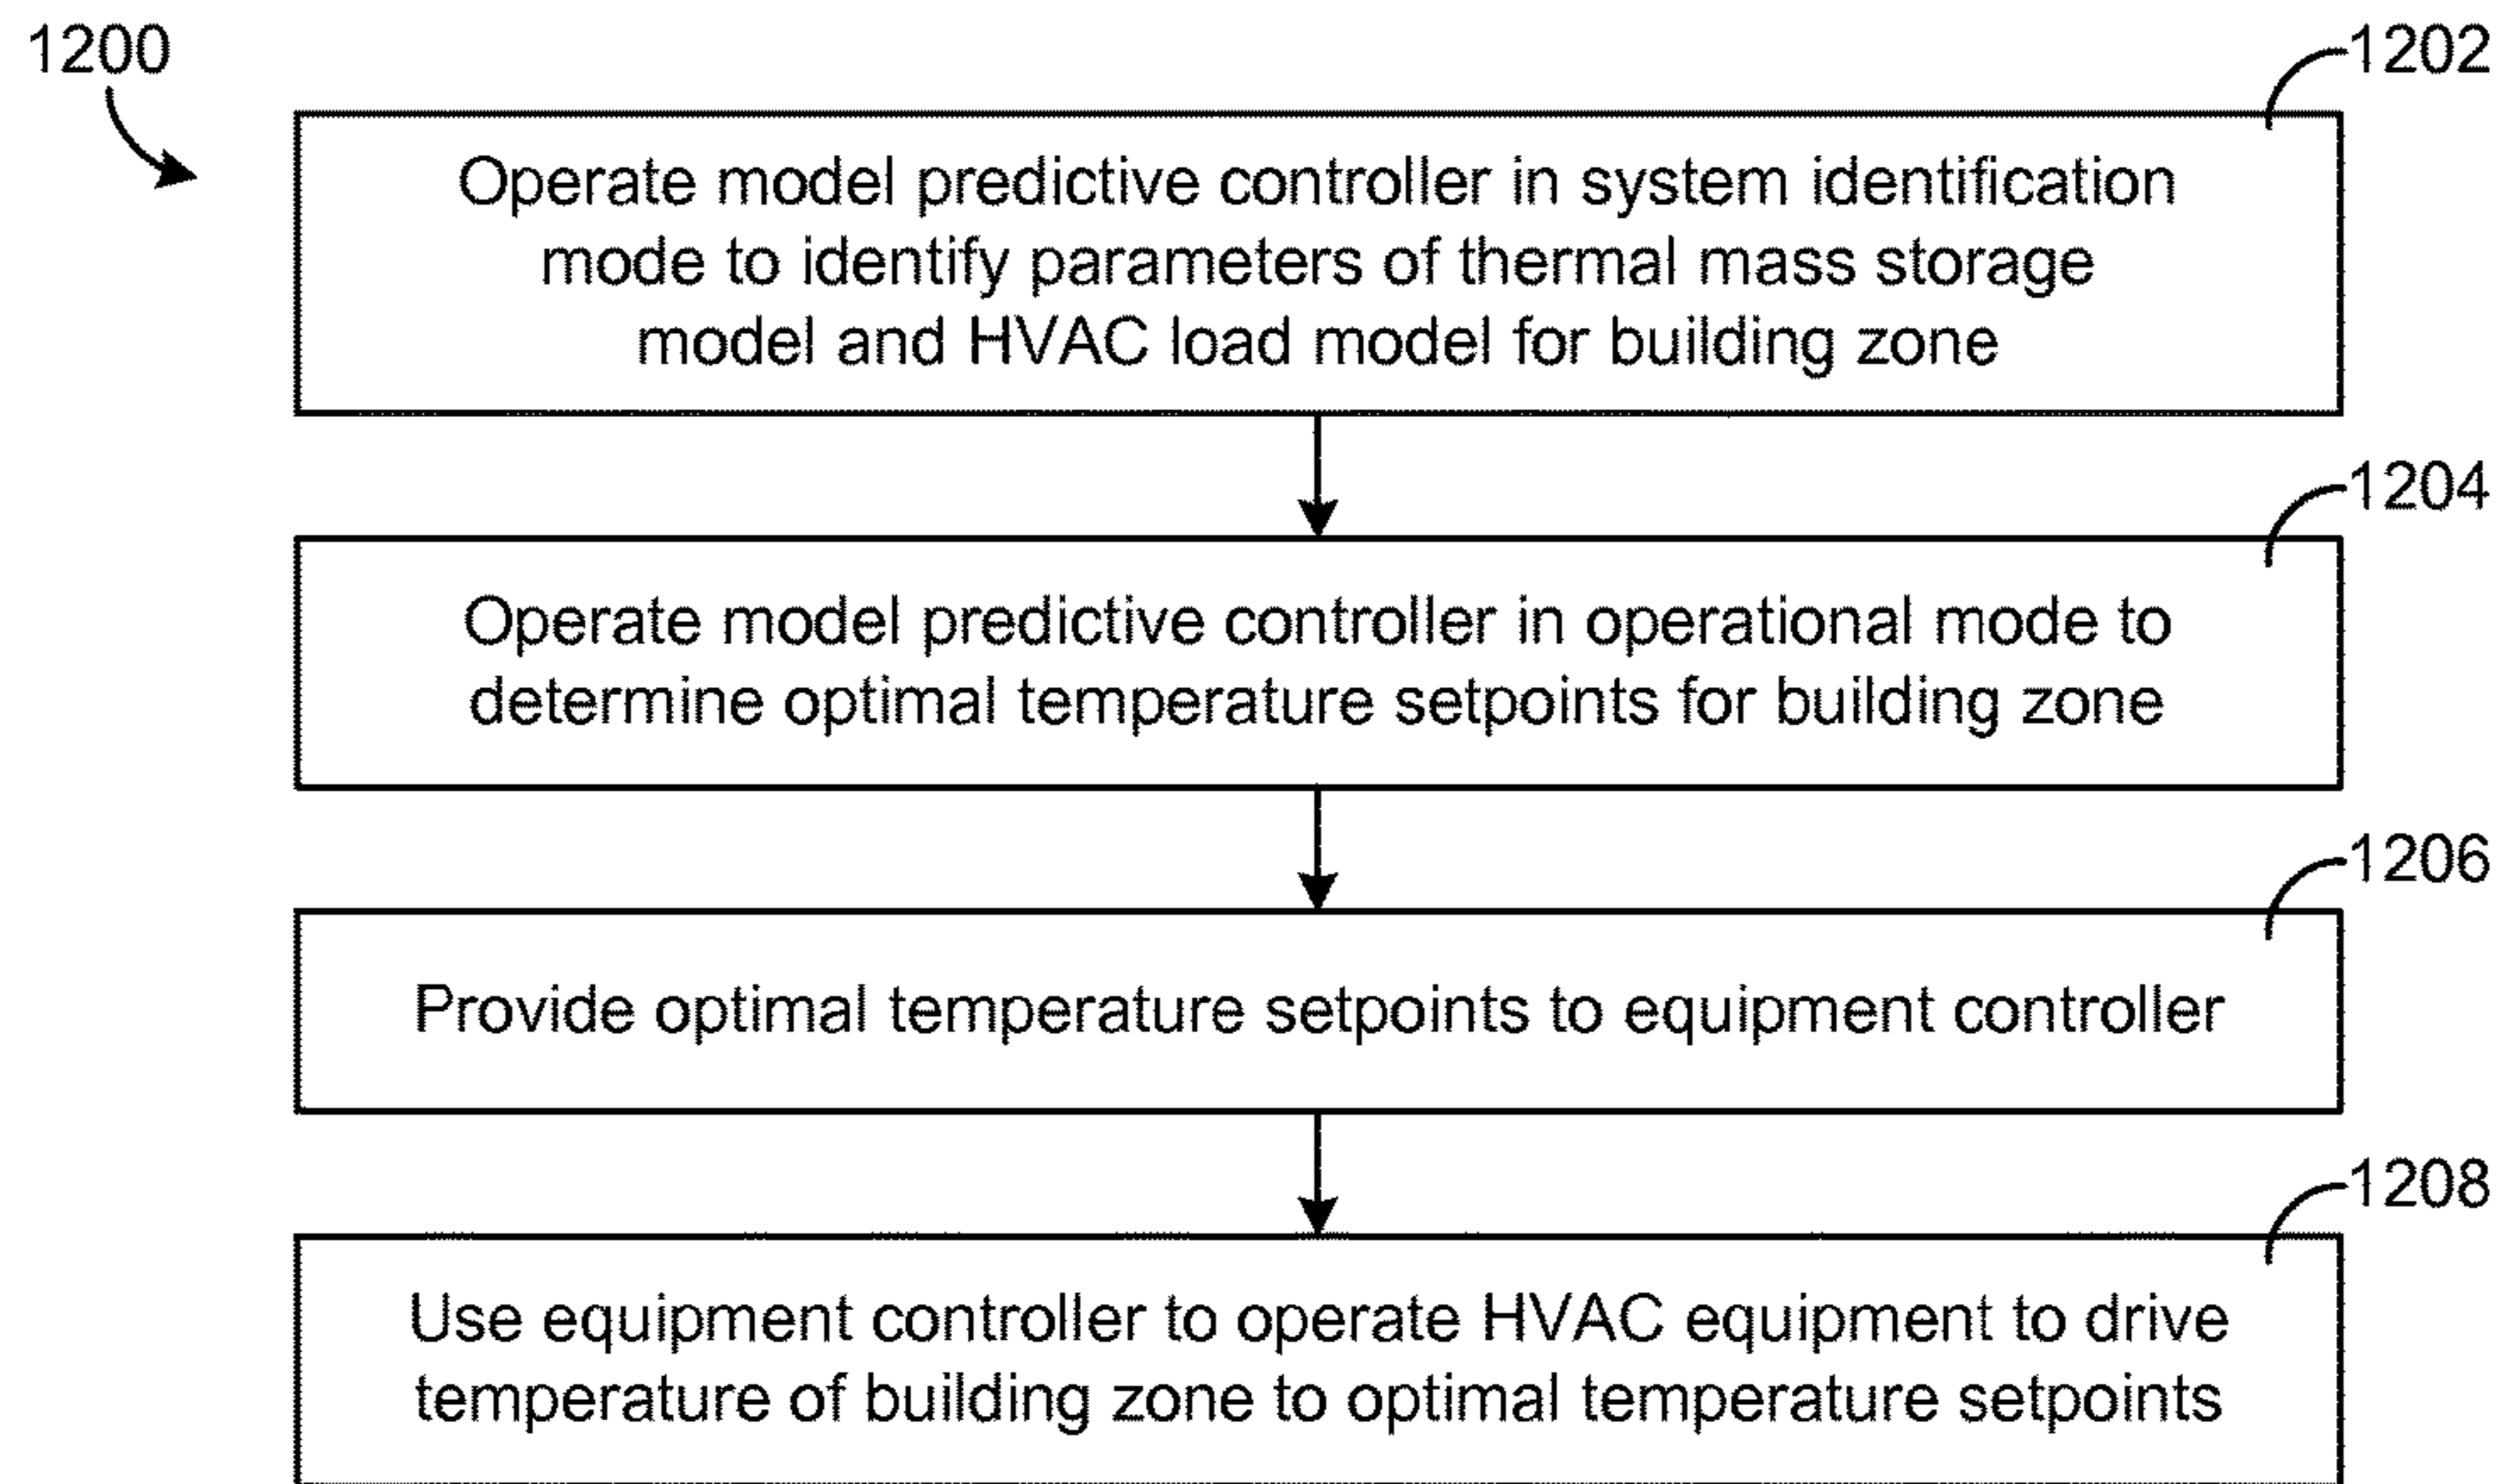 1200
1202
Operate model predictive controller in system identification
mode to identify parameters of thermal mass storage
model and HVAC load model for building zone
1204
Operate model predictive controller in operational mode to
determine optimal temperature setpoints for building zone
1206
Provide optimal temperature setpoints to equipment controller
1208
Use equipment controller to operate HVAC equipment to drive
temperature of building zone to optimal temperature setpoints